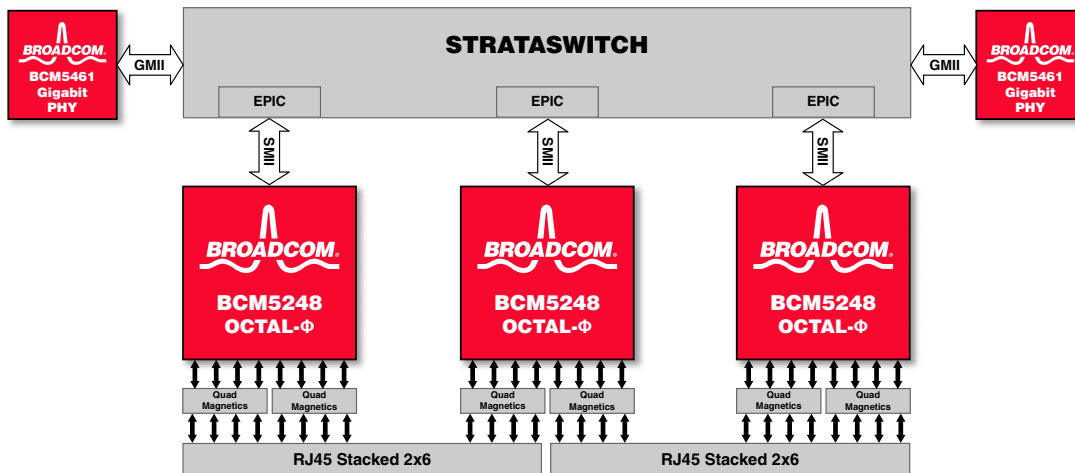 STRATASWITCH
BROADCOM®
BCM5461
Gigabit
PHY
GMII
GMII
BROADCOM®
BCM5461
Gigabit
PHY
EPIC
EPIC
EPIC
SMII
SMII
SMII
BROADCOM®
BCM5248
OCTAL-Φ
BROADCOM®
BCM5248
OCTAL-Φ
BROADCOM®
BCM5248
OCTAL-Φ
Quad
Magnetics
Quad
Magnetics
Quad
Magnetics
Quad
Magnetics
Quad
Magnetics
Quad
Magnetics
RJ45 Stacked 2x6
RJ45 Stacked 2x6